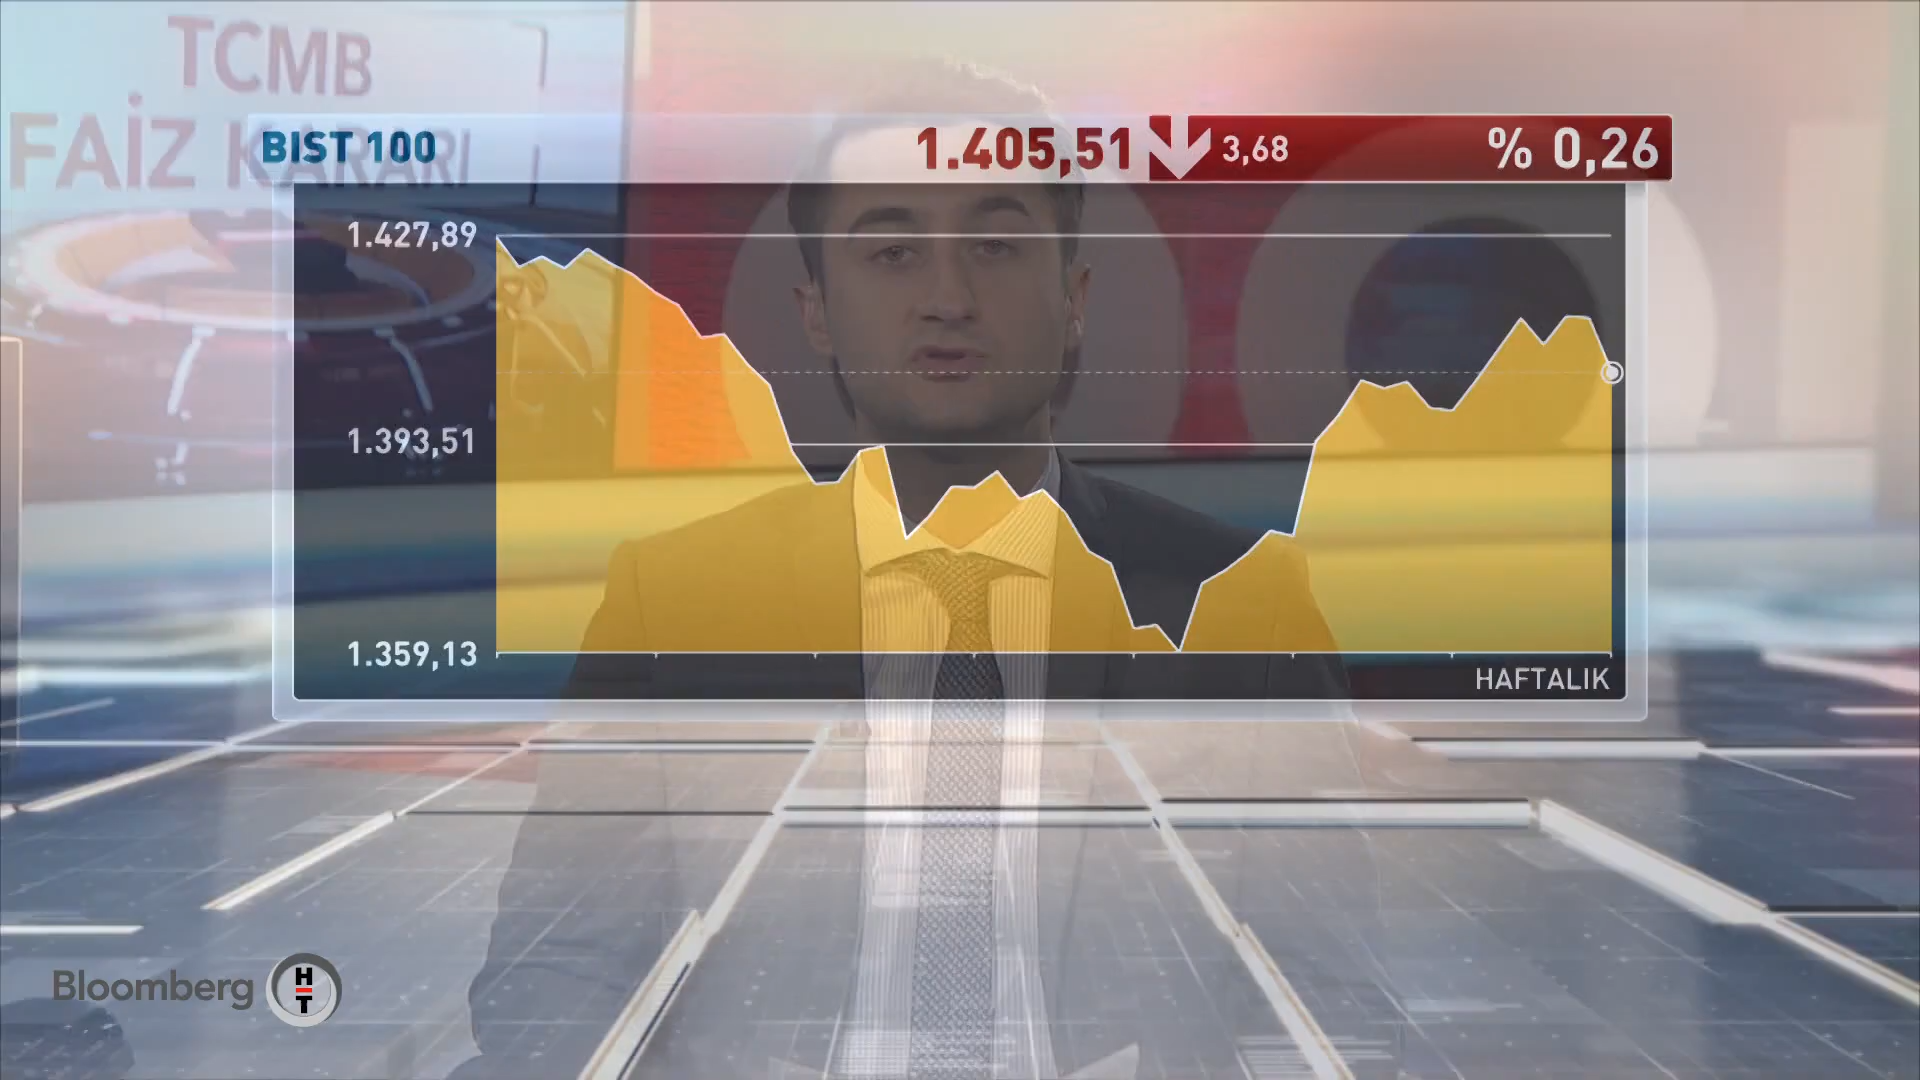 TCMB
FAİZ KARARI
BIST 100
1.405,51
3,68
% 0,26
1.427,89
1.393,51
1.359,13
HAFTALIK
Bloomberg HT